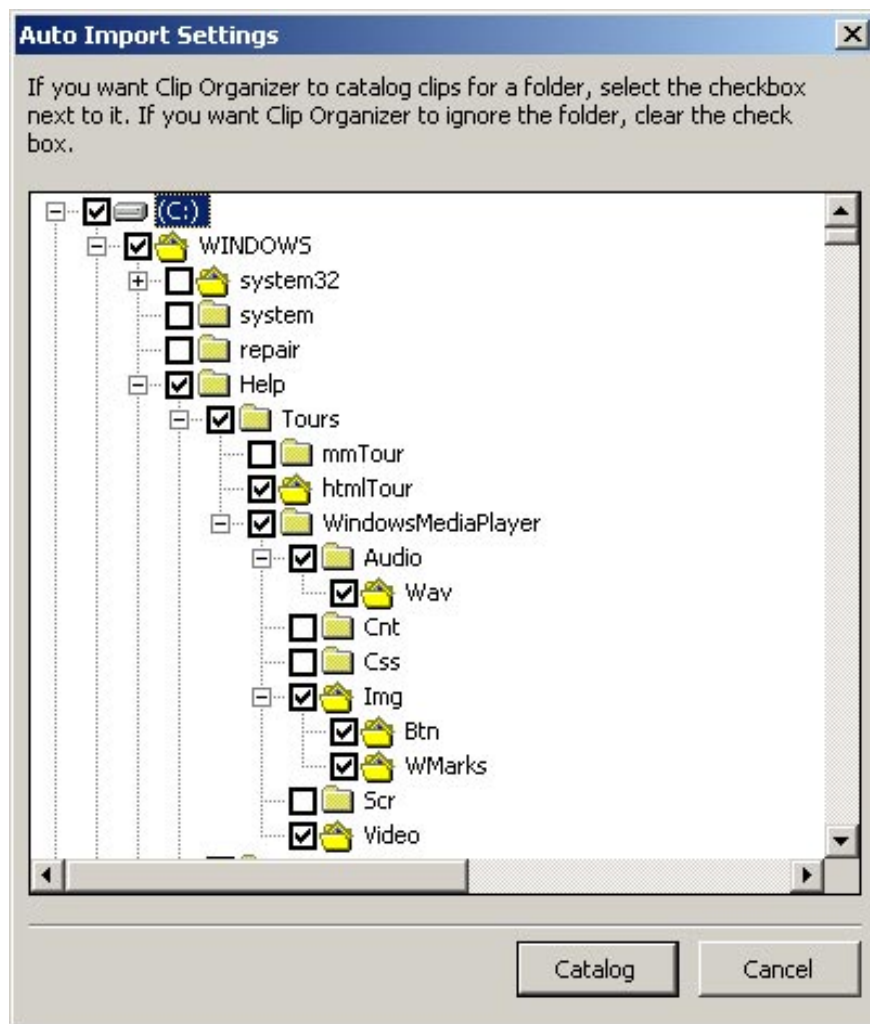 Auto Import Settings
If you want Clip Organizer to catalog clips for a folder, select the checkbox
next to it. If you want Clip Organizer to ignore the folder, clear the check
box.
(C:)
WINDOWS
system32
system
repair
Help
Tours
mmTour
htmlTour
WindowsMediaPlayer
Audio
Wav
Cnt
Css
Img
Btn
WMarks
Scr
Video
Catalog Cancel